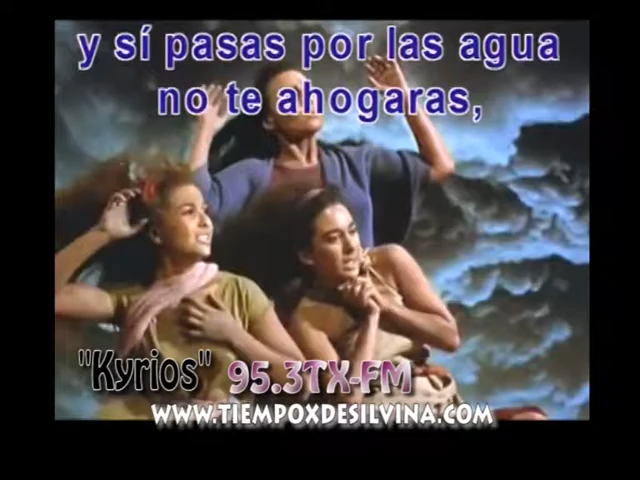 y sí pasas por las agua
no te ahogaras,
"Kyrios" 95.3TX-FM
WWW.TIEMPOXDESILVINA.COM